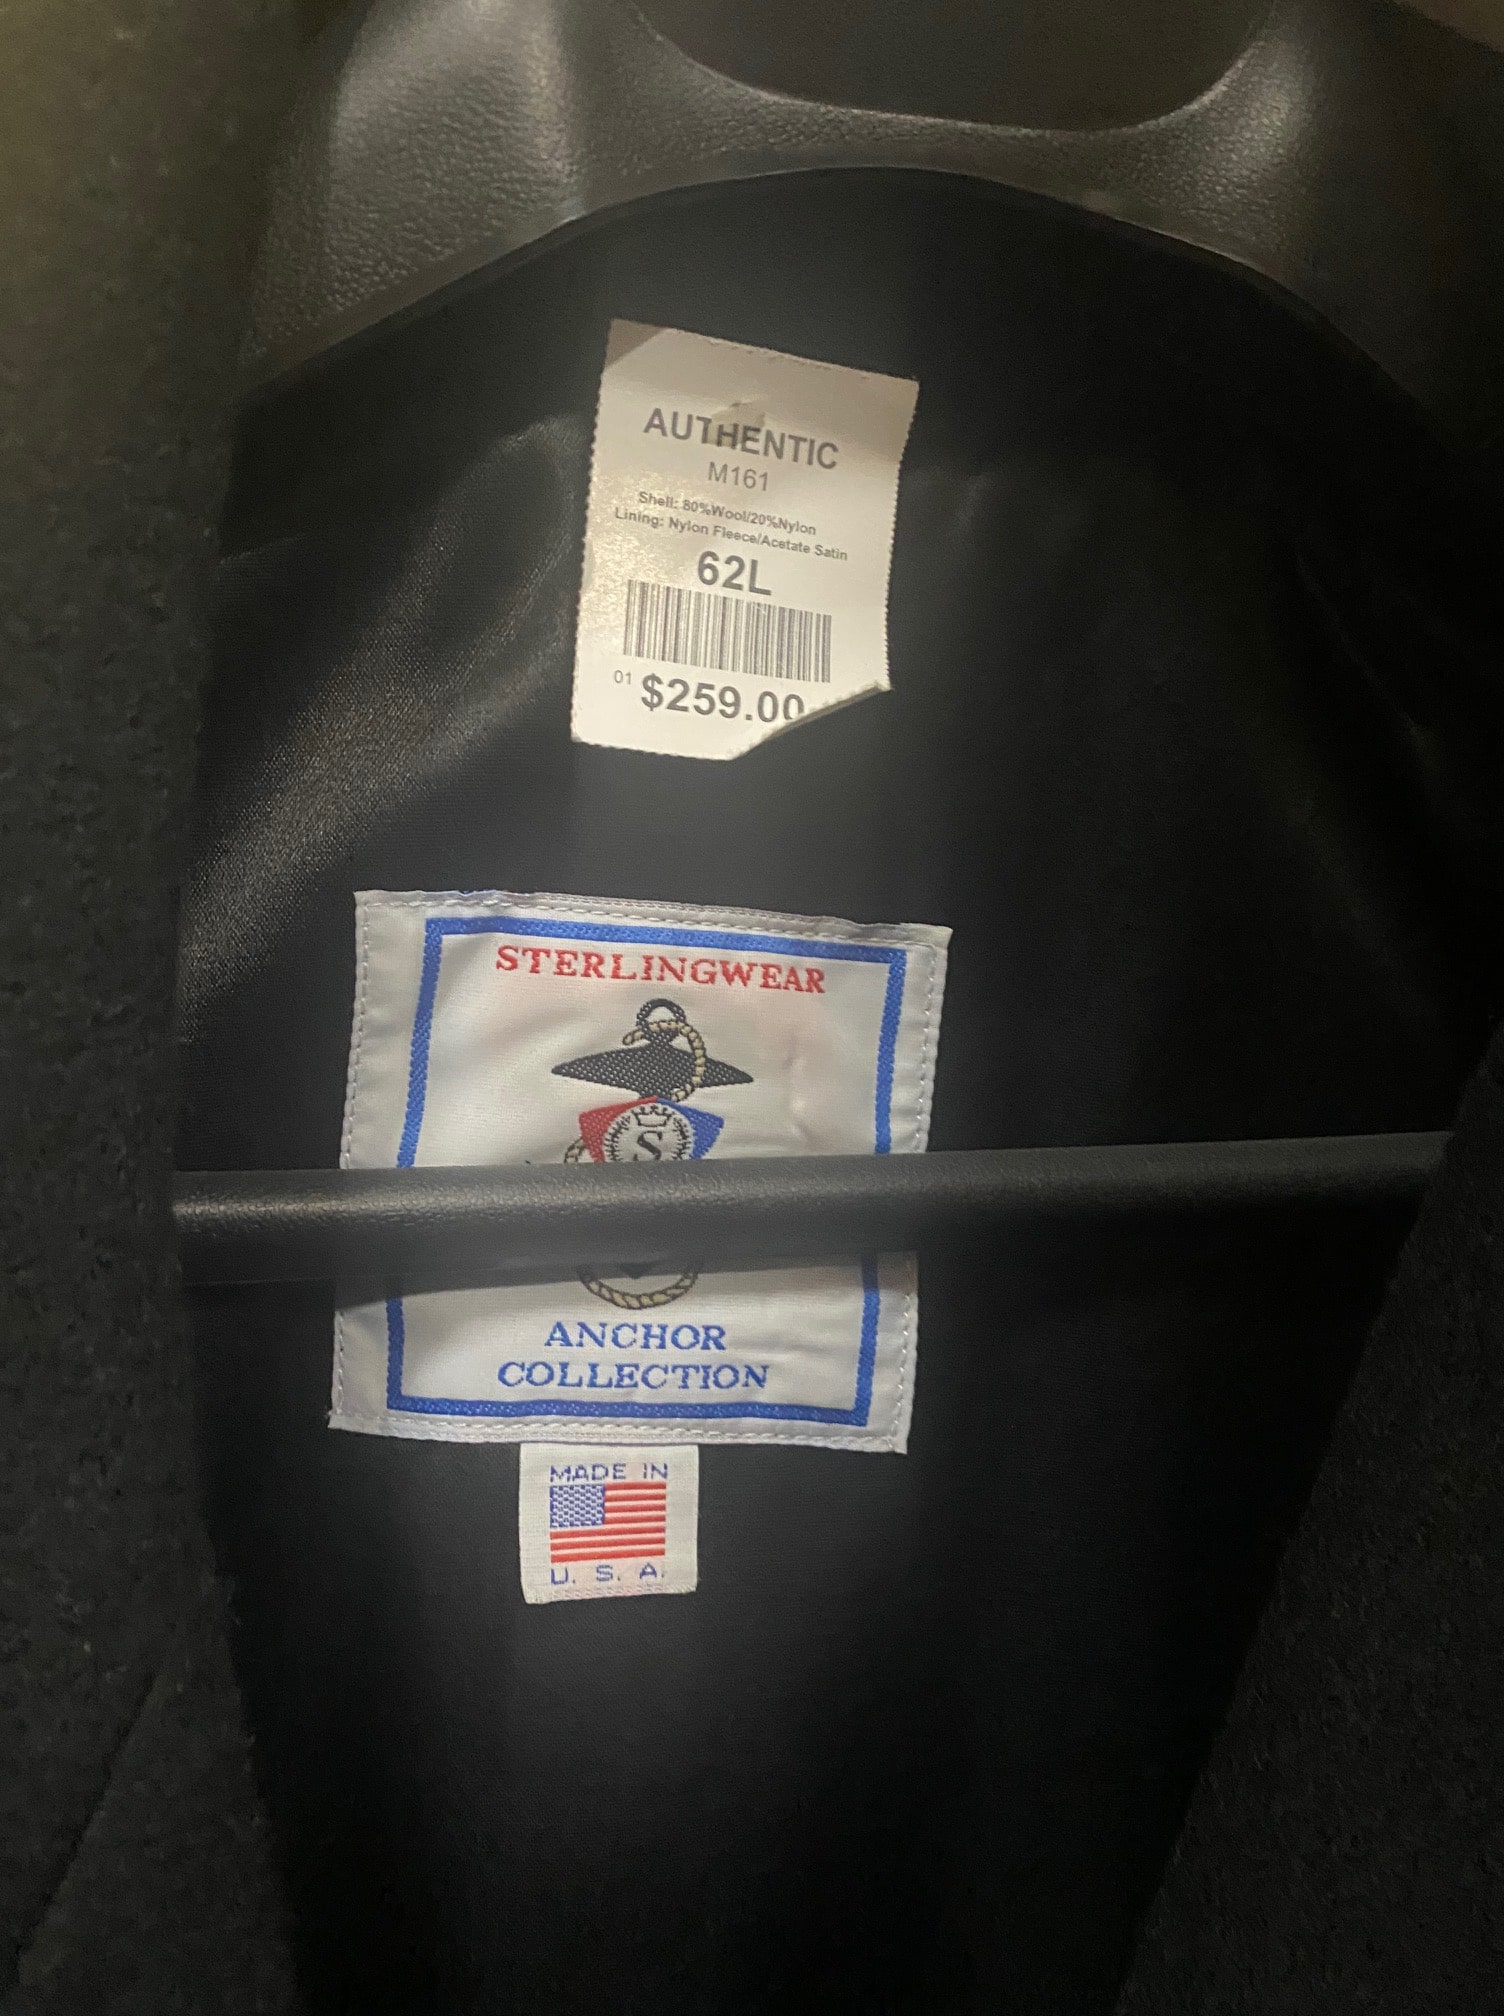 AUTHENTIC
M161
Shell: 80%Wool/20%Nylon
Lining: Nylon Fleece/Acetate Satin
62L
01 $259.00
STERLINGWEAR
S
ANCHOR
COLLECTION
MADE IN
U. S. A.